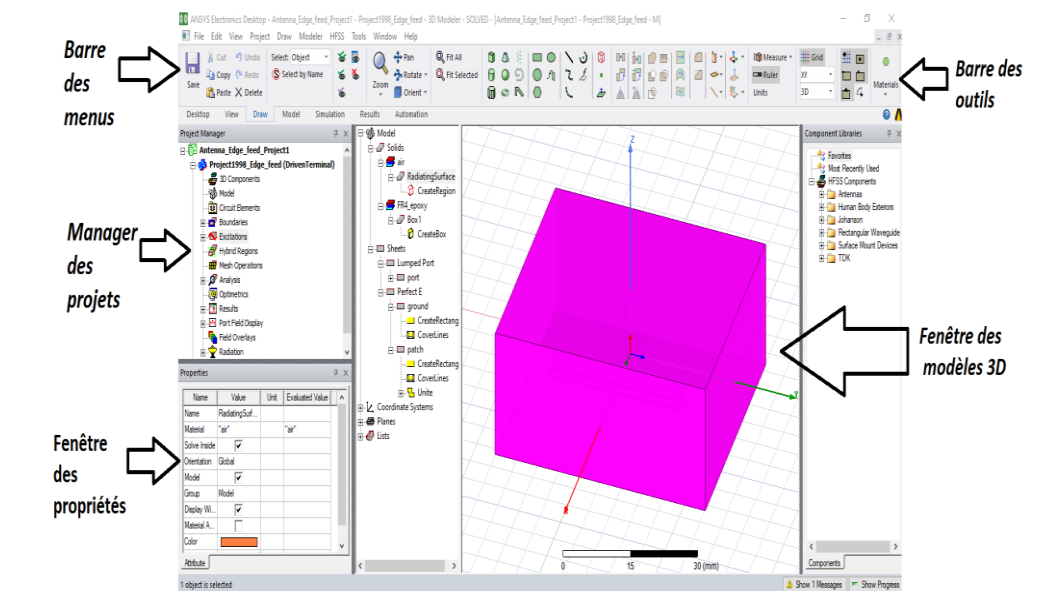 ANSYS Electronics Desktop - Antenna_Edge_feed_Project1 - Project1998_Edge_feed - 3D Modeler - SOLVED - [Antenna_Edge_feed_Project1 - Project1998_Edge_feed - M]
File Edit View Project Draw Modeler HFSS Tools Window Help
Save
Cut
Undo
Copy
Redo
Paste
Delete
Select: Object
Select by Name
Zoom
Pan
Rotate
Orient
Fit All
Fit Selected
Measure
Ruler
Units
Grid
XY
3D
Materials
Desktop View Draw Model Simulation Results Automation
Barre
des
menus
Barre des
outils
Project Manager
Antenna_Edge_feed_Project1
Project1998_Edge_feed (DrivenTerminal)
3D Components
Model
Circuit Elements
Boundaries
Excitations
Hybrid Regions
Mesh Operations
Analysis
Optimetrics
Results
Port Field Display
Field Overlays
Radiation
Manager
des
projets
Model
Solids
air
RadiatingSurface
CreateRegion
FR4_epoxy
Box1
CreateBox
Sheets
Lumped Port
port
Perfect E
ground
CreateRectang
CoverLines
patch
CreateRectang
CoverLines
Unite
Coordinate Systems
Planes
Lists
Z
Y
X
0 15 30 (mm)
Component Libraries
Favorites
Most Recently Used
HFSS Components
Antennas
Human Body Exteriors
Johanson
Rectangular Waveguide
Surface Mount Devices
TDK
Components
Fenêtre des
modèles 3D
Properties
Name Value Unit Evaluated Value
Name RadiatingSurf...
Material "air" "air"
Solve Inside
Orientation Global
Model
Group Model
Display Wi...
Material A...
Color
Attribute
Fenêtre
des
propriétés
1 object is selected
Show 1 Messages
Show Progress